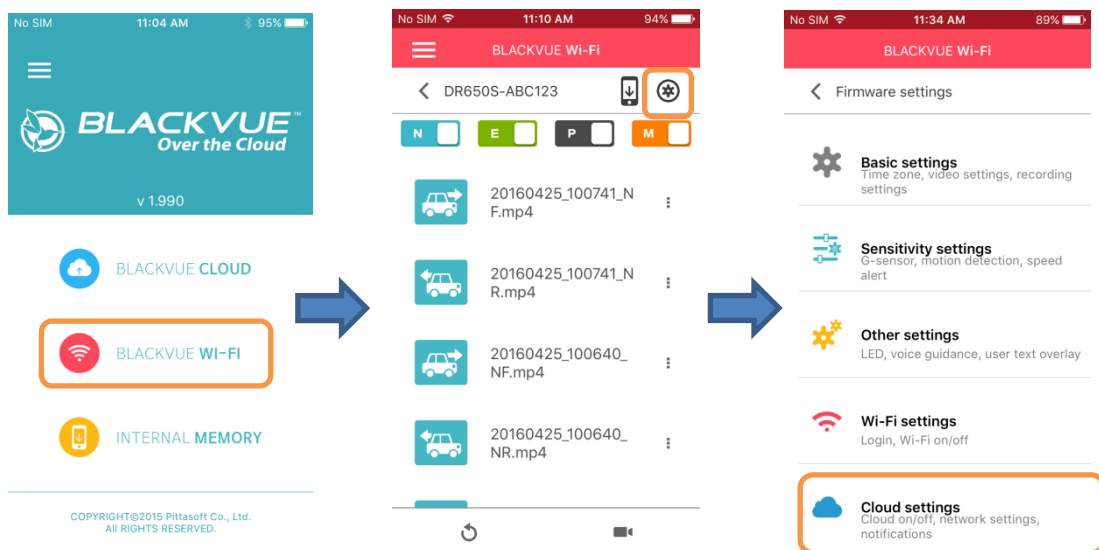 No SIM 11:04 AM 95%
BLACKVUE™
Over the Cloud
v 1.990
BLACKVUE CLOUD
BLACKVUE WI-FI
INTERNAL MEMORY
COPYRIGHT©2015 Pittasoft Co., Ltd.
All RIGHTS RESERVED.
No SIM 11:10 AM 94%
BLACKVUE Wi-Fi
DR650S-ABC123
N E P M
20160425_100741_N
F.mp4
20160425_100741_N
R.mp4
20160425_100640_
NF.mp4
20160425_100640_
NR.mp4
No SIM 11:34 AM 89%
BLACKVUE Wi-Fi
Firmware settings
Basic settings
Time zone, video settings, recording
settings
Sensitivity settings
G-sensor, motion detection, speed
alert
Other settings
LED, voice guidance, user text overlay
Wi-Fi settings
Login, Wi-Fi on/off
Cloud settings
Cloud on/off, network settings,
notifications